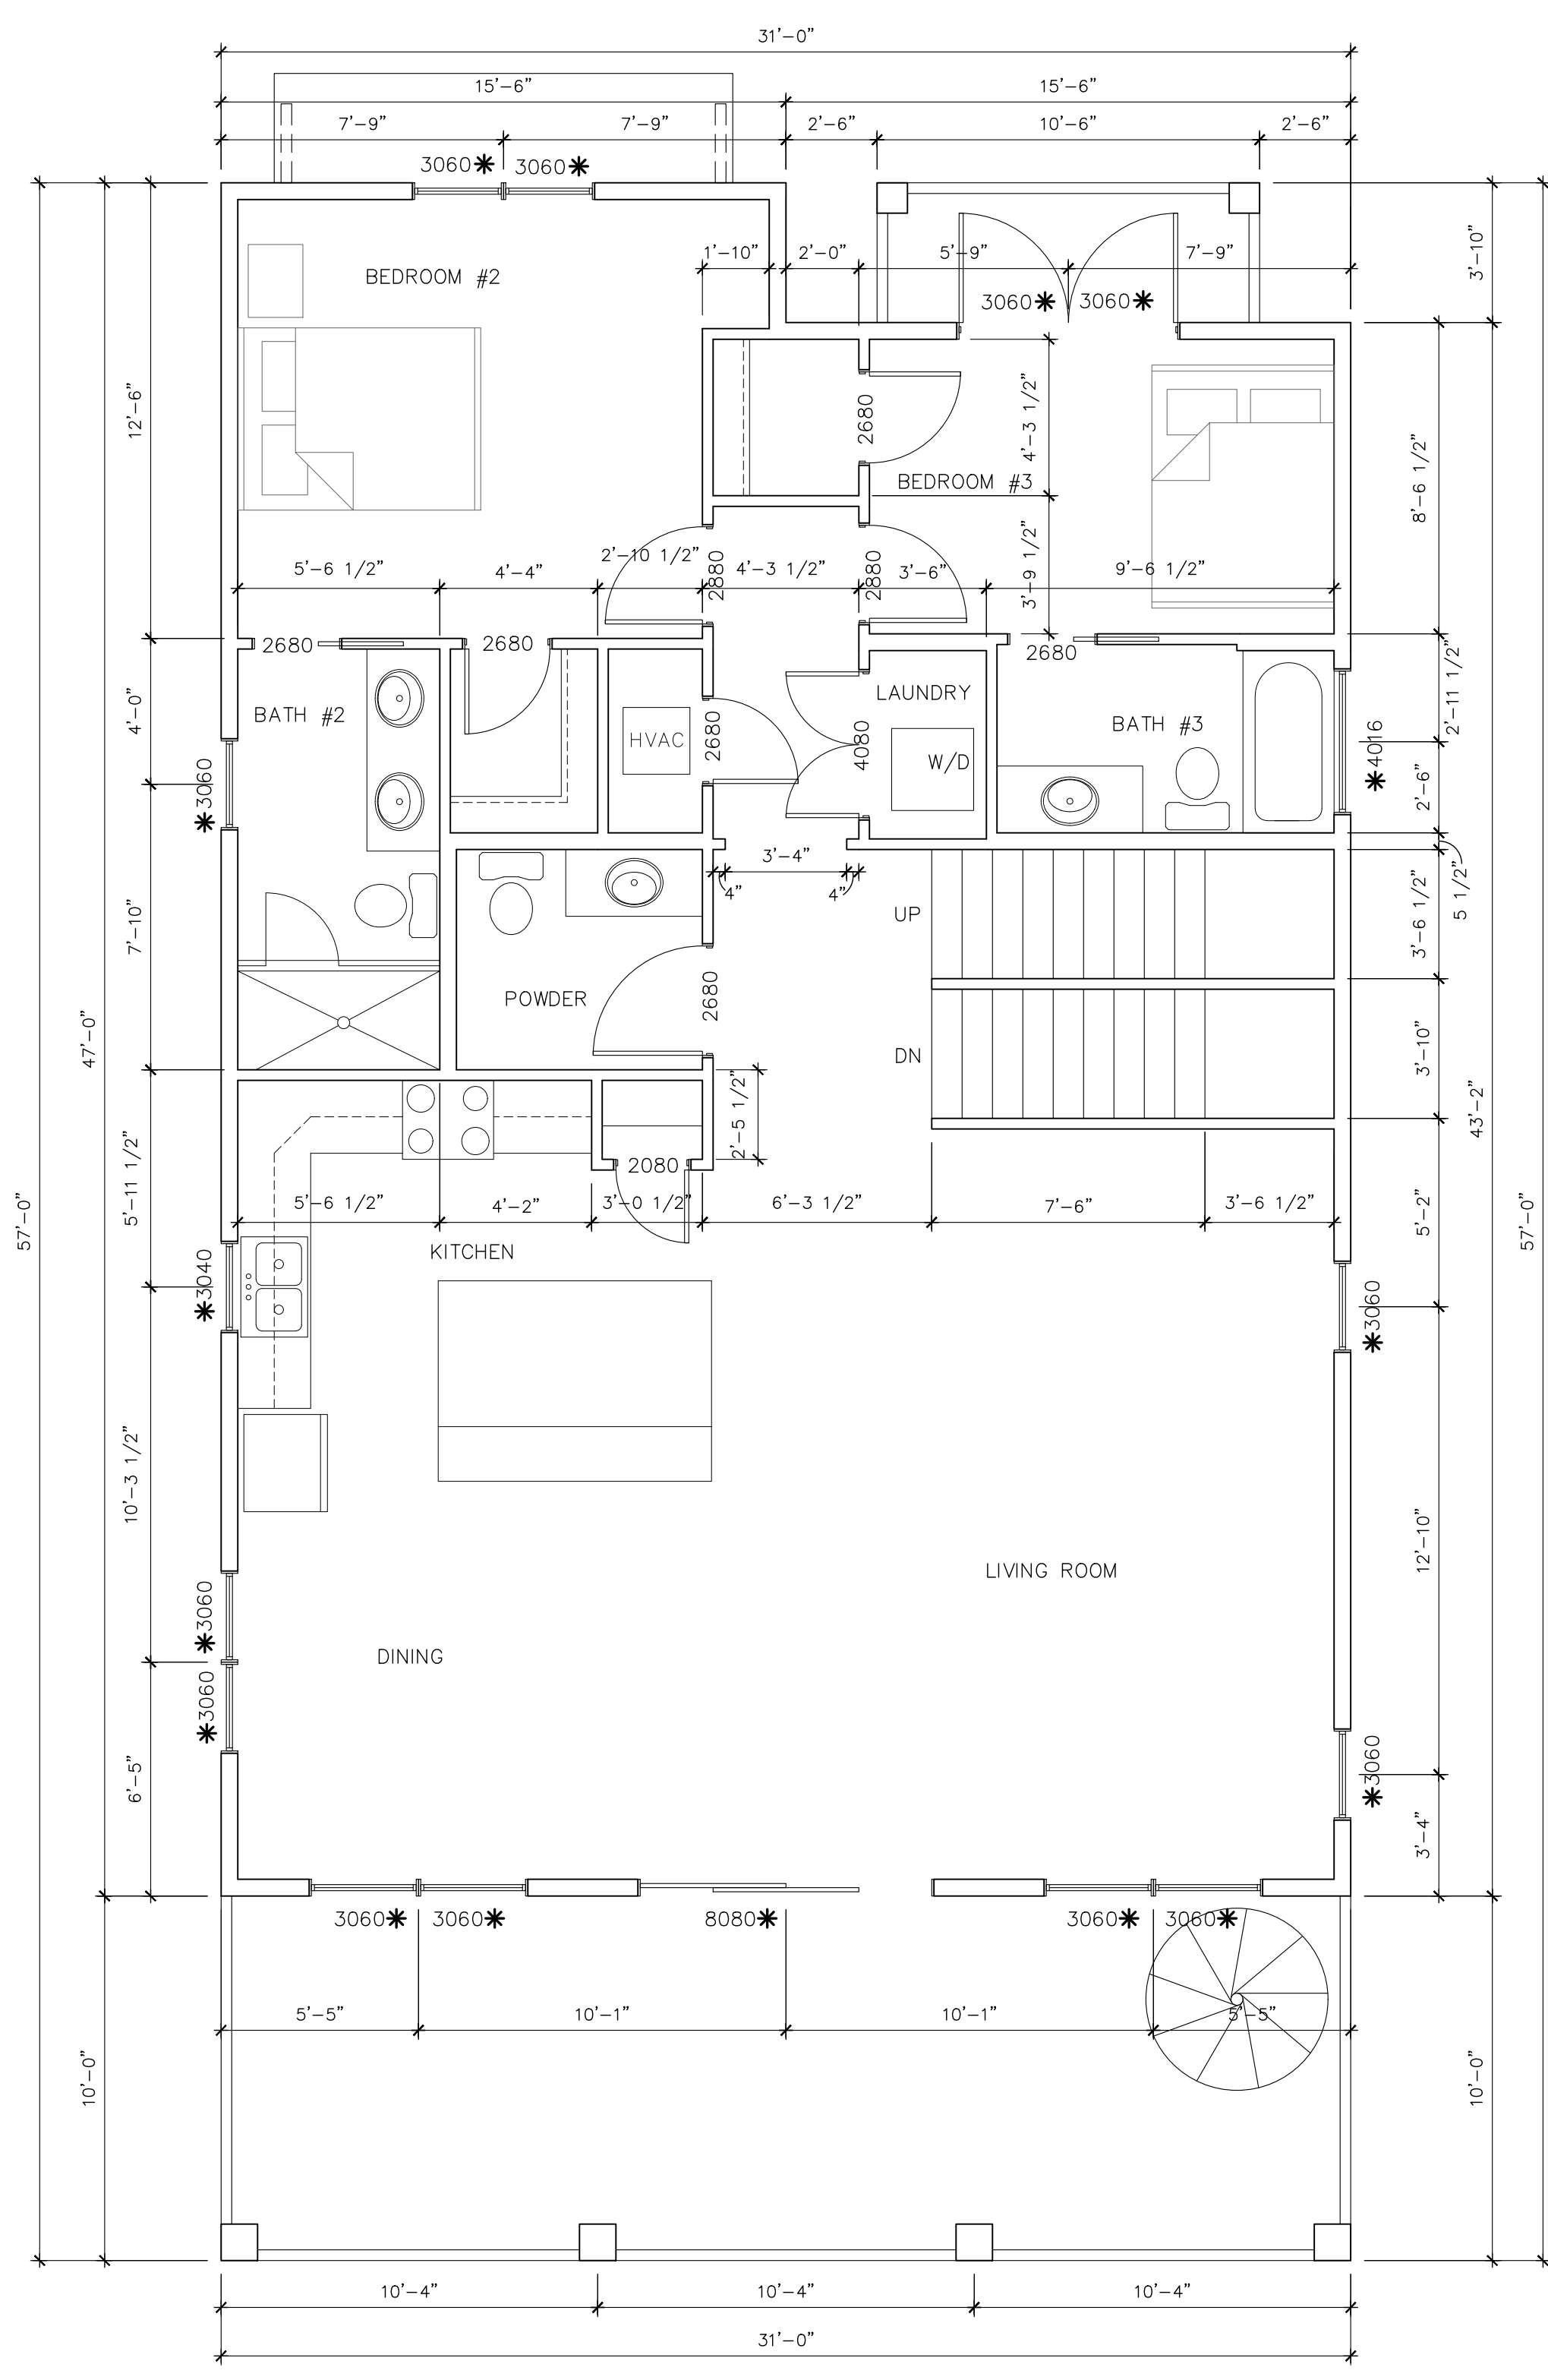 31'-0"
15'-6" 15'-6"
7'-9" 7'-9" 2'-6" 10'-6" 2'-6"
3060✱ 3060✱
1'-10" 2'-0" 5'-9" 7'-9"
3'-10"
BEDROOM #2
3060✱ 3060✱
12'-6"
2680
4'-3 1/2"
8'-6 1/2"
BEDROOM #3
2'-10 1/2"
5'-6 1/2" 4'-4" 4'-3 1/2" 3'-6" 9'-6 1/2"
2880
2880
3'-9 1/2"
2680 2680 2680
2'-11 1/2"
4'-0"
BATH #2
LAUNDRY
BATH #3
HVAC
2680
4080
W/D
✱4016
✱3060
2'-6"
3'-4"
4" 4"
5 1/2"
7'-10"
UP
3'-6 1/2"
POWDER
2680
47'-0"
DN
3'-10"
43'-2"
2'-5 1/2"
2080
5'-11 1/2"
57'-0"
57'-0"
5'-6 1/2" 4'-2" 3'-0 1/2" 6'-3 1/2" 7'-6" 3'-6 1/2"
5'-2"
KITCHEN
✱3040
✱3060
10'-3 1/2"
12'-10"
LIVING ROOM
✱3060
DINING
✱3060
6'-5"
✱3060
3'-4"
3060✱ 3060✱ 8080✱ 3060✱ 3060✱
5'-5" 10'-1" 10'-1" 5'-5"
10'-0"
10'-0"
10'-4" 10'-4" 10'-4"
31'-0"